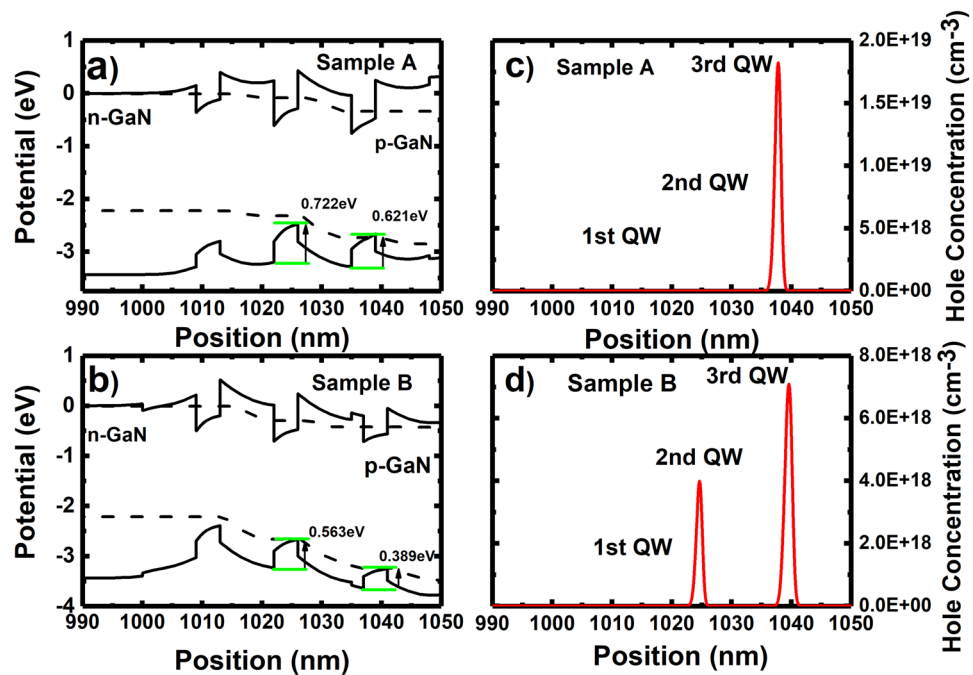 a)
Sample A
n-GaN
p-GaN
0.722eV
0.621eV
1
0
-1
-2
-3
Potential (eV)
990 1000 1010 1020 1030 1040 1050
Position (nm)
c)
Sample A
3rd QW
2nd QW
1st QW
2.0E+19
1.5E+19
1.0E+19
5.0E+18
0.0E+00
Hole Concentration (cm-3)
990 1000 1010 1020 1030 1040 1050
Position (nm)
b)
Sample B
n-GaN
p-GaN
0.563eV
0.389eV
1
0
-1
-2
-3
-4
Potential (eV)
990 1000 1010 1020 1030 1040 1050
Position (nm)
d)
Sample B
3rd QW
2nd QW
1st QW
8.0E+18
6.0E+18
4.0E+18
2.0E+18
0.0E+00
Hole Concentration (cm-3)
990 1000 1010 1020 1030 1040 1050
Position (nm)